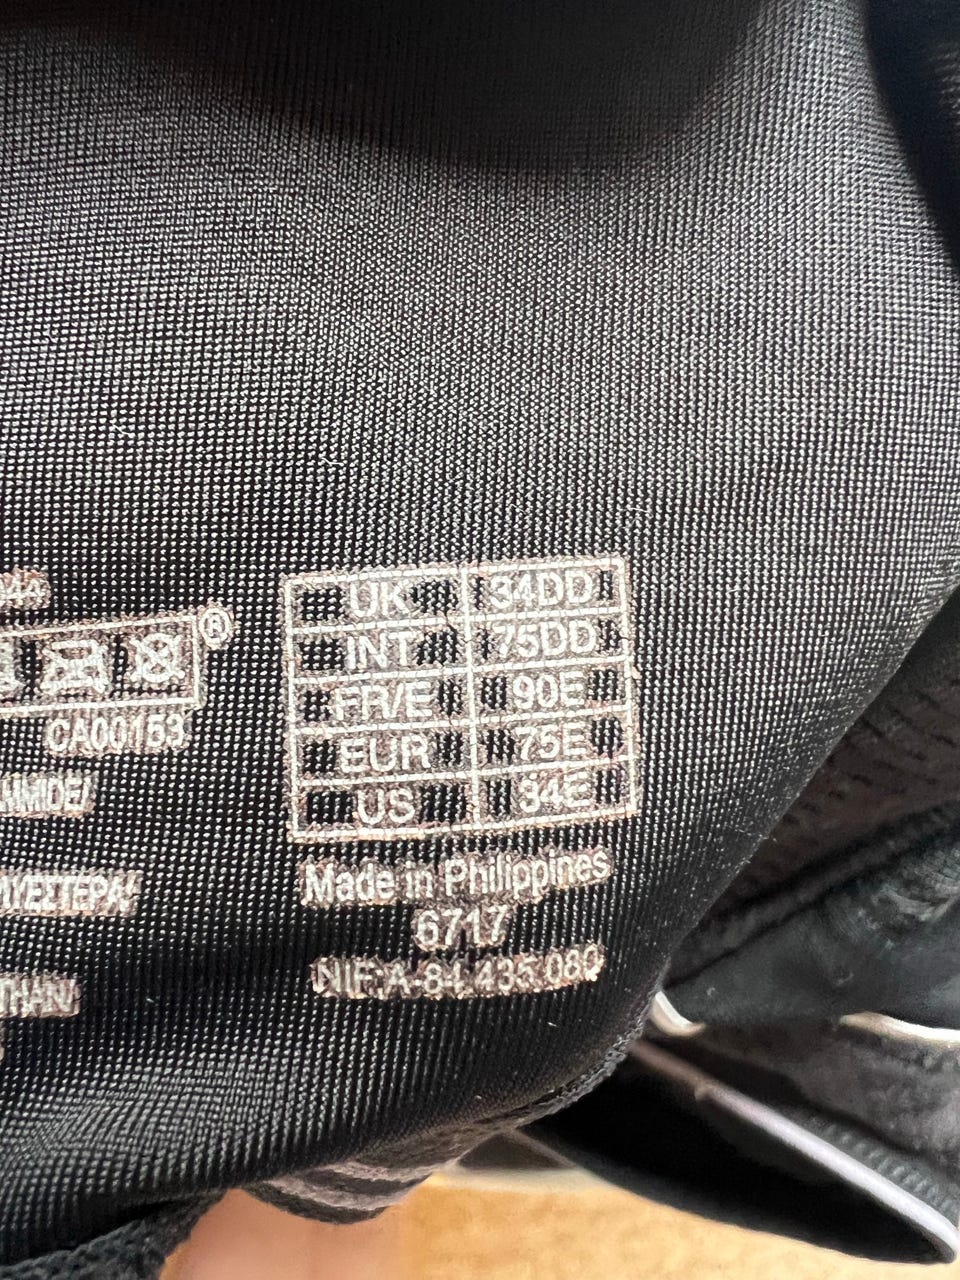 ®
CA00153
UK 34DD
INT 75DD
FR/E 90E
EUR 75E
US 34E
Made in Philippines
6717
NIF:A-84.435.080